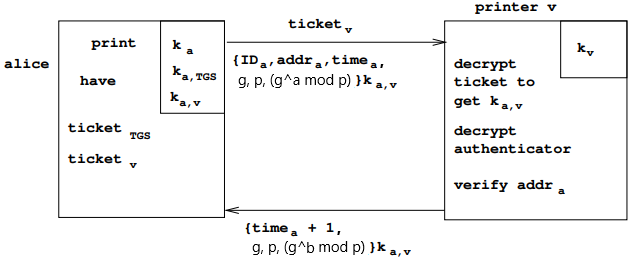 ticket v
printer v
alice
print
have
ticket TGS
ticket v
k a
k a,TGS
k a,v
{ID a, addr a, time a,
g, p, (g^a mod p) }k a,v
k v
decrypt
ticket to
get k a,v
decrypt
authenticator
verify addr a
{time a + 1,
g, p, (g^b mod p) }k a,v